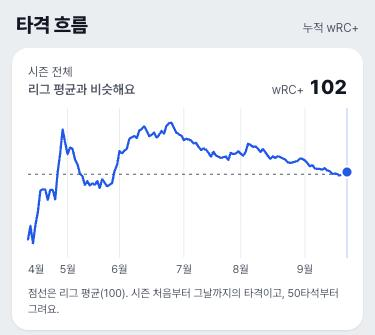 타격 흐름
누적 wRC+
시즌 전체
리그 평균과 비슷해요
wRC+ 102
4월 5월 6월 7월 8월 9월
점선은 리그 평균(100). 시즌 처음부터 그날까지의 타격이고, 50타석부터
그려요.